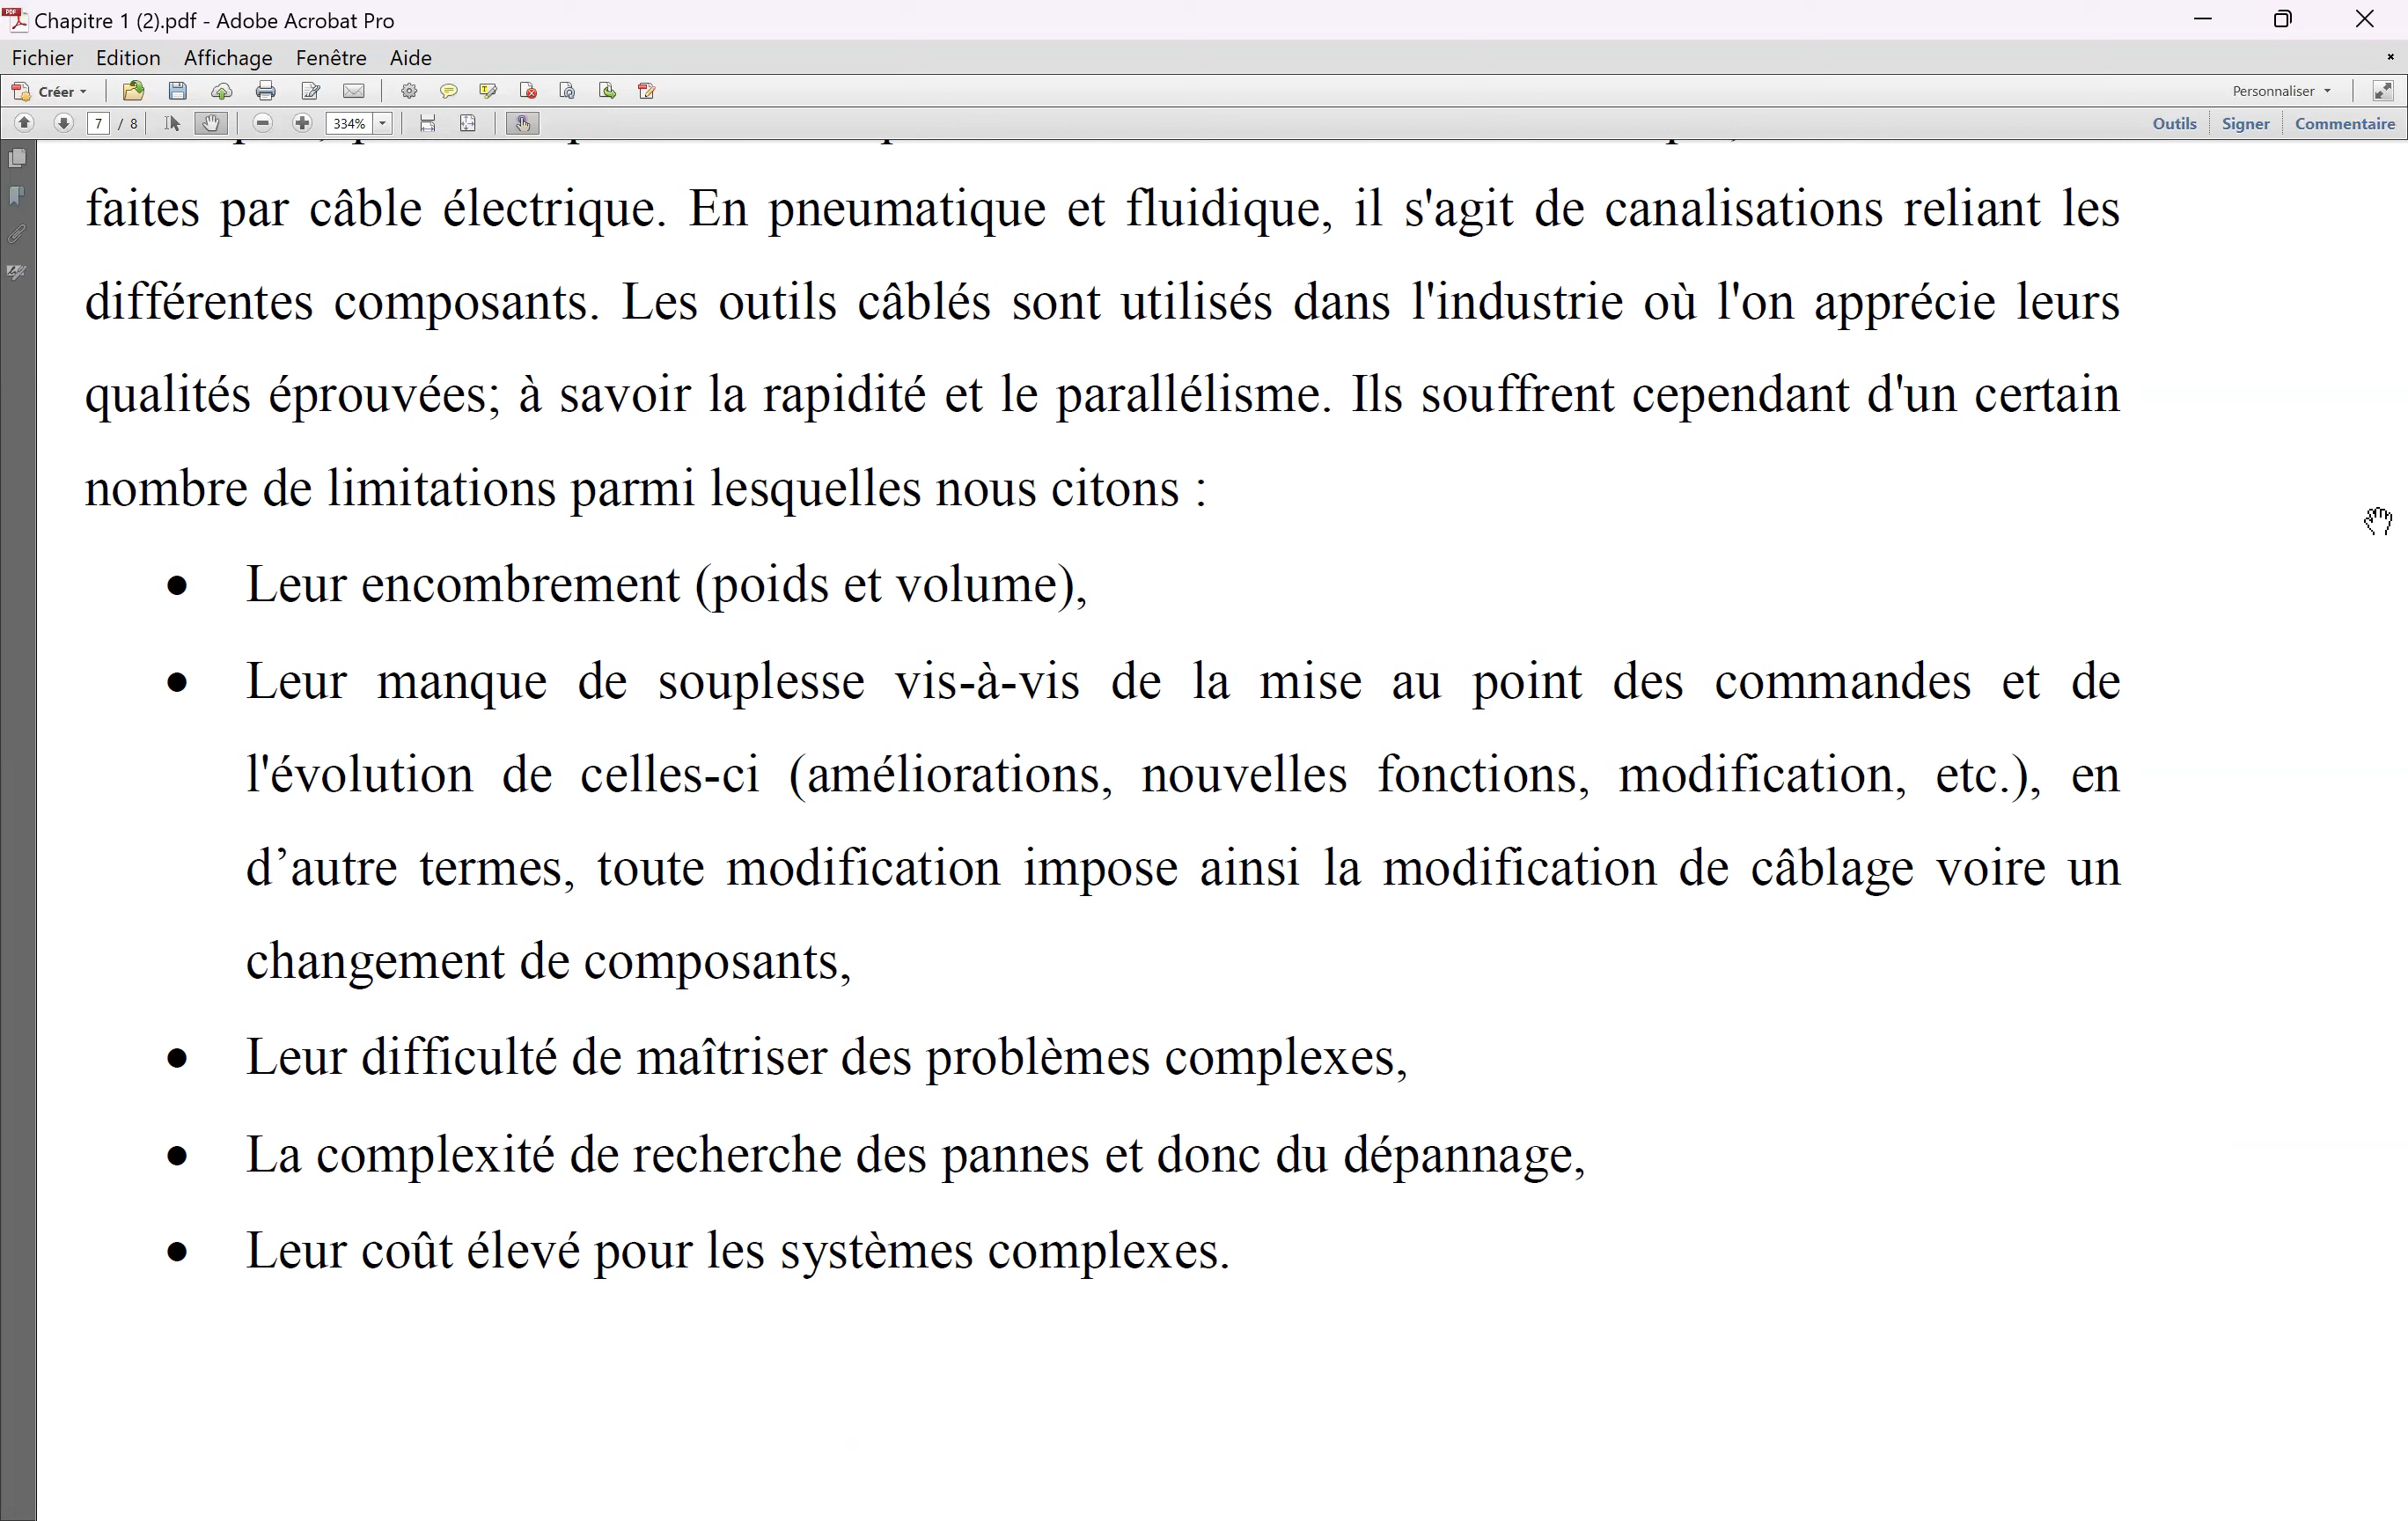 Chapitre 1 (2).pdf - Adobe Acrobat Pro
Fichier Edition Affichage Fenêtre Aide
Créer Personnaliser
7 / 8 334% Outils Signer Commentaire
faites par câble électrique. En pneumatique et fluidique, il s'agit de canalisations reliant les
différentes composants. Les outils câblés sont utilisés dans l'industrie où l'on apprécie leurs
qualités éprouvées; à savoir la rapidité et le parallélisme. Ils souffrent cependant d'un certain
nombre de limitations parmi lesquelles nous citons :
● Leur encombrement (poids et volume),
● Leur manque de souplesse vis-à-vis de la mise au point des commandes et de
l'évolution de celles-ci (améliorations, nouvelles fonctions, modification, etc.), en
d’autre termes, toute modification impose ainsi la modification de câblage voire un
changement de composants,
● Leur difficulté de maîtriser des problèmes complexes,
● La complexité de recherche des pannes et donc du dépannage,
● Leur coût élevé pour les systèmes complexes.